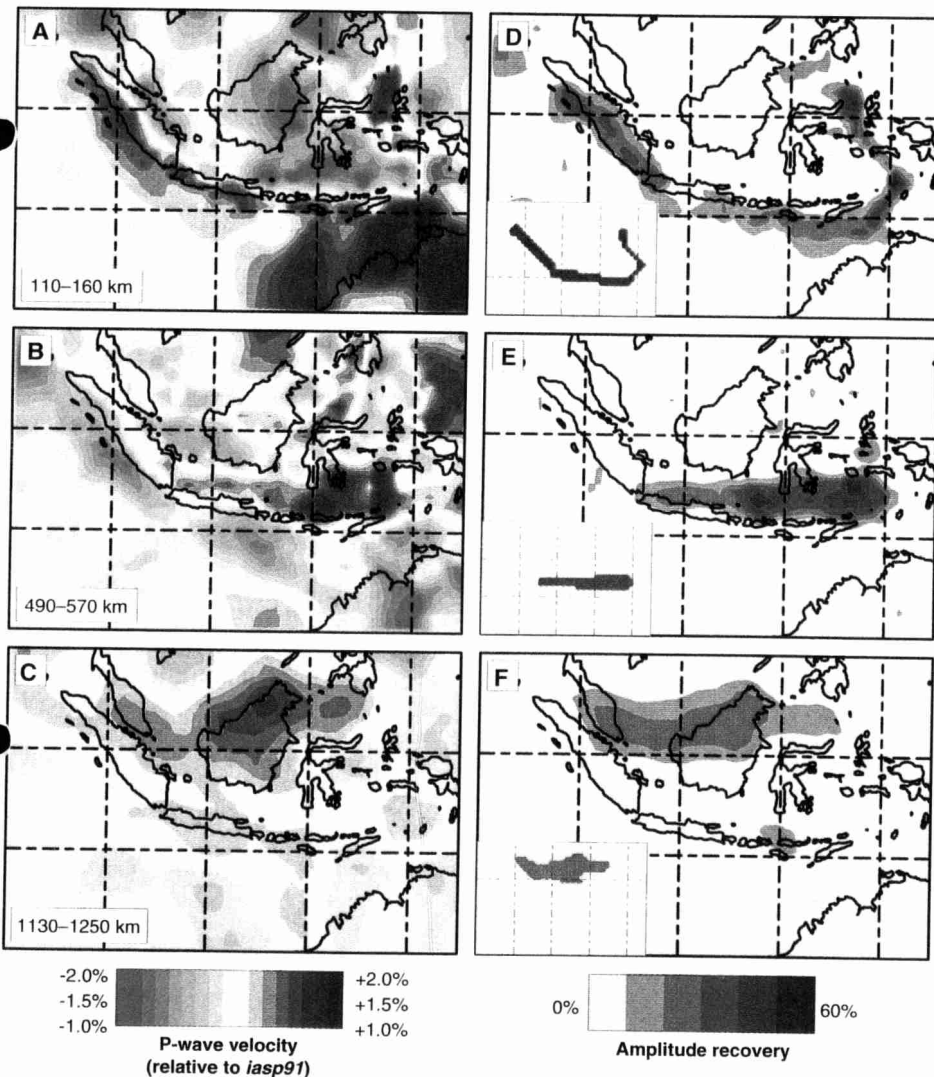 A
D
110–160 km
B
E
490–570 km
C
F
1130–1250 km
-2.0% +2.0%
-1.5% +1.5%
-1.0% +1.0%
P-wave velocity
(relative to iasp91)
0% 60%
Amplitude recovery